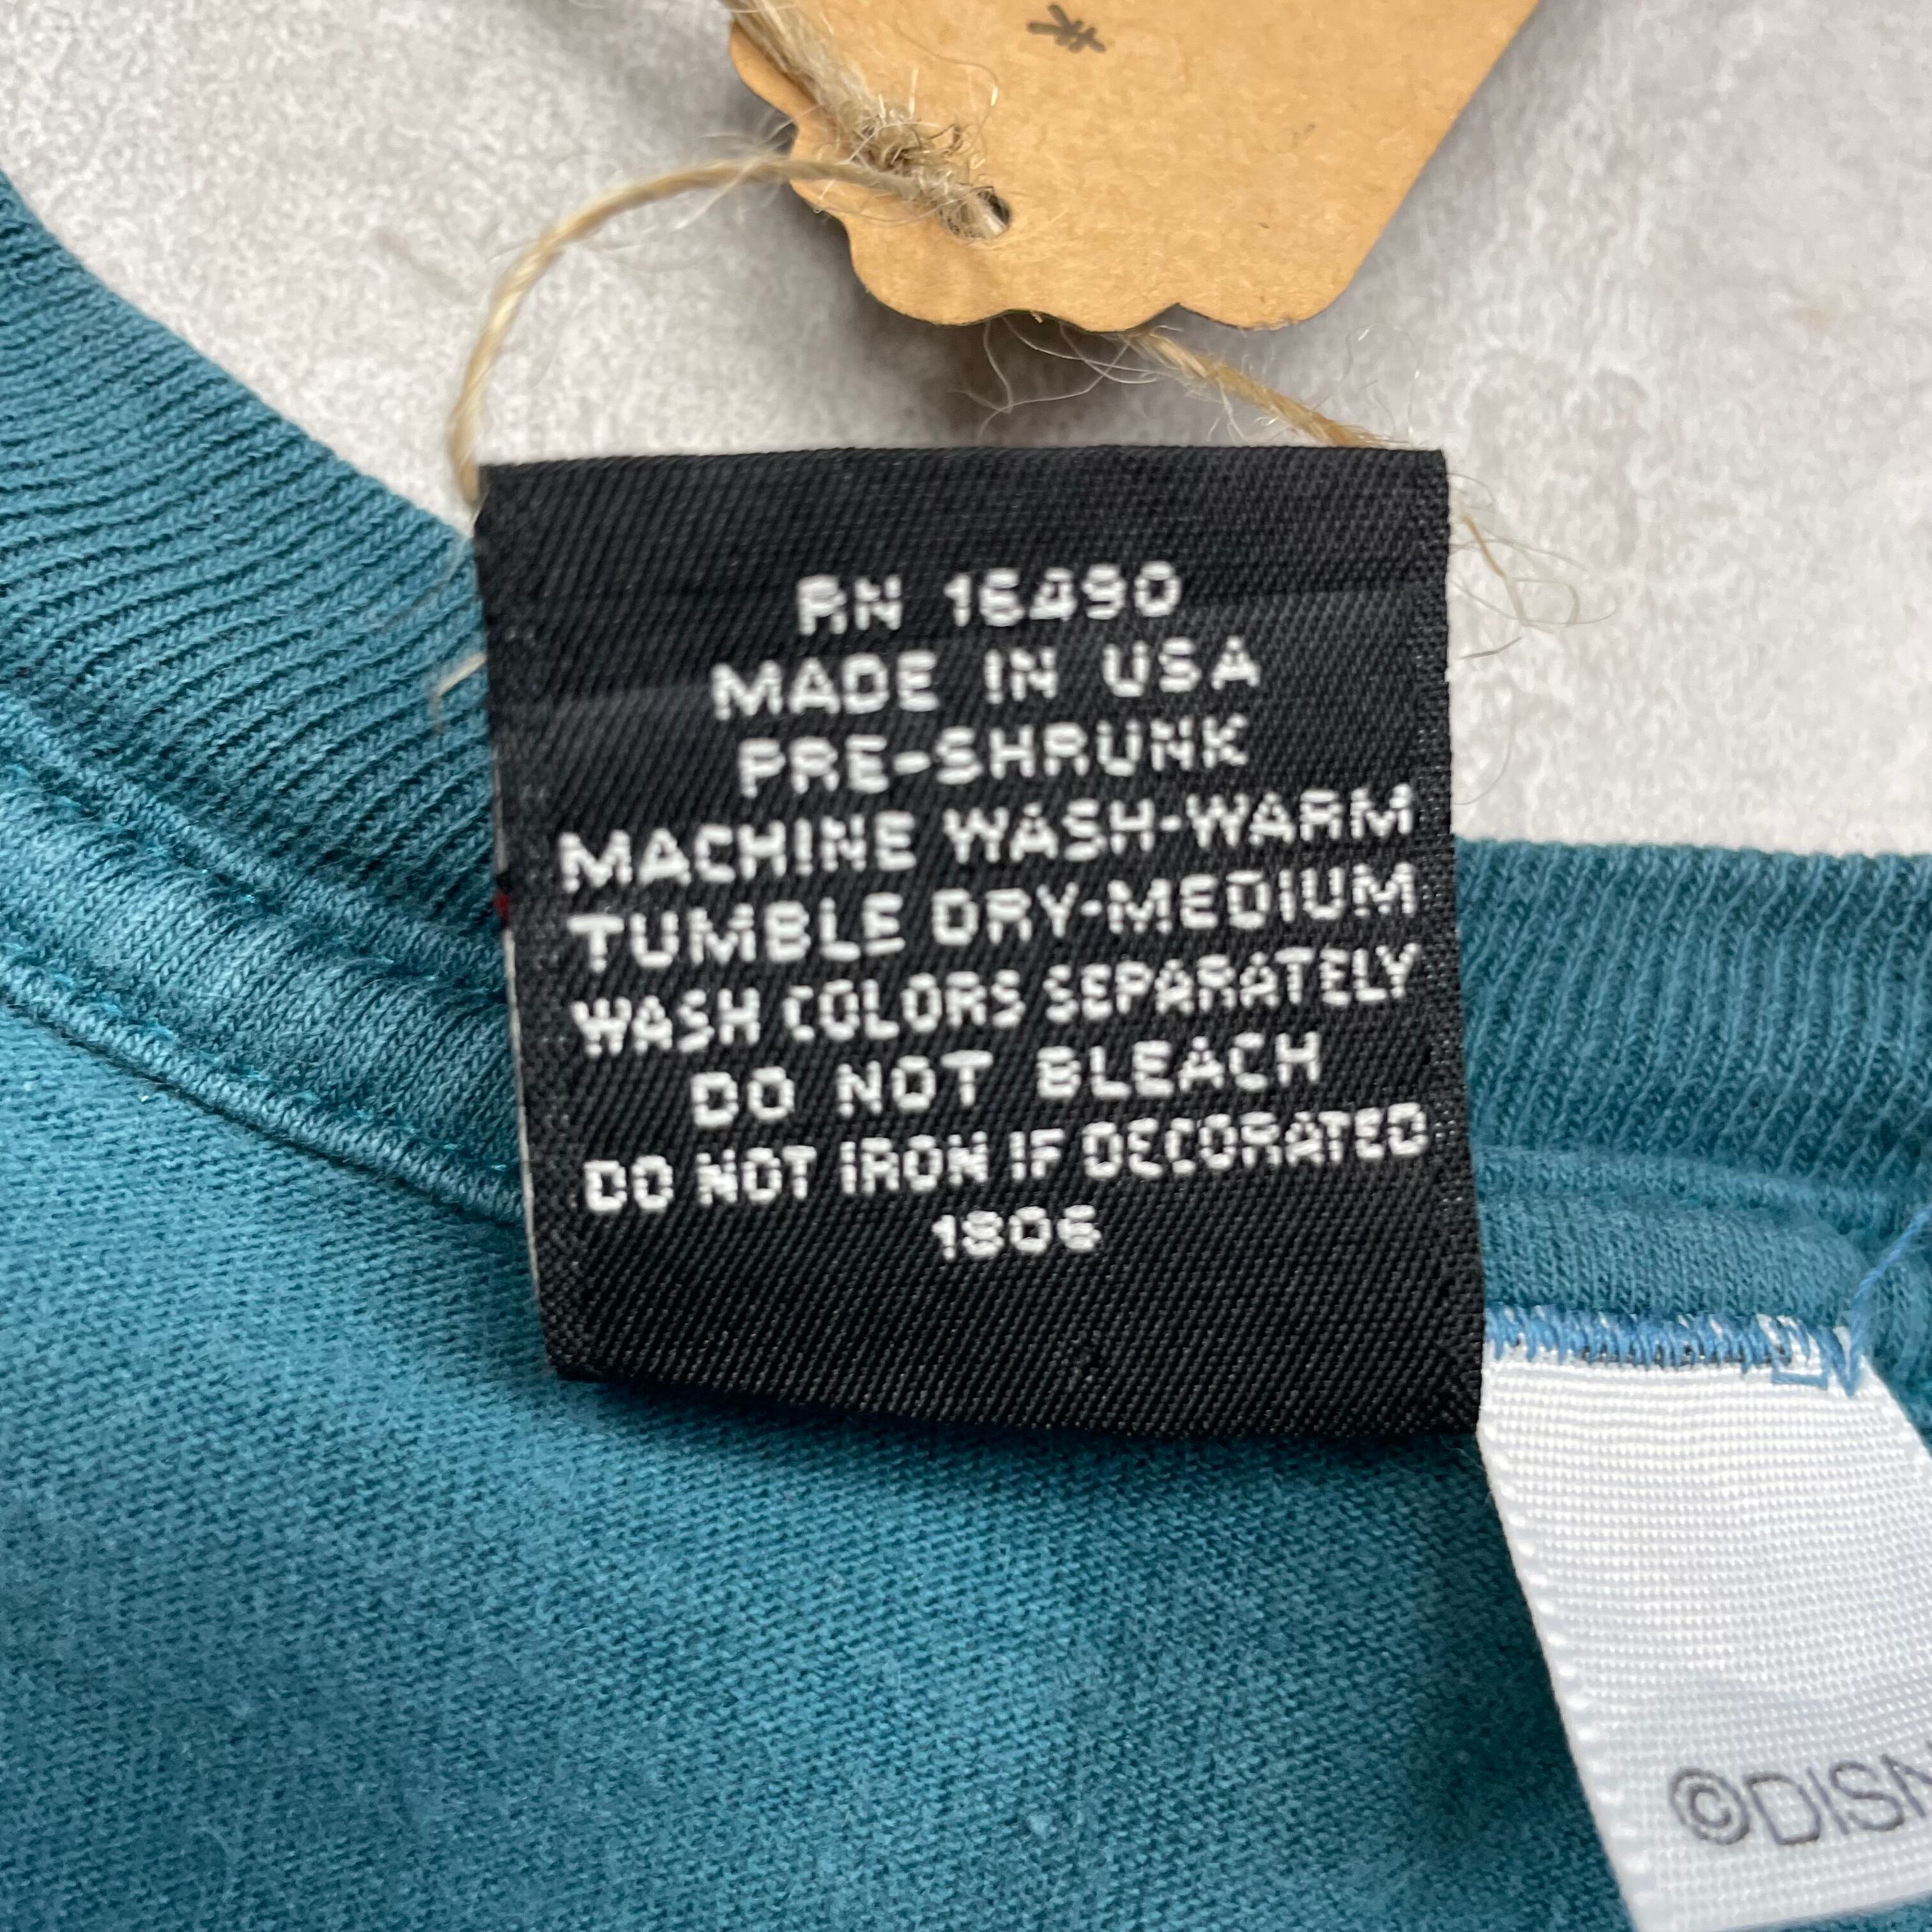 RN 16490
MADE IN USA
PRE-SHRUNK
MACHINE WASH-WARM
TUMBLE DRY-MEDIUM
WASH COLORS SEPARATELY
DO NOT BLEACH
DO NOT IRON IF DECORATED
1806
©DISN